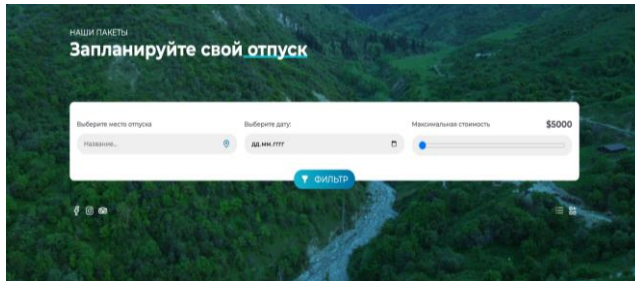 НАШИ ПАКЕТЫ
Запланируйте свой отпуск
Выберите место отпуска
Выберите дату:
Максимальная стоимость
$5000
Название...
дд.мм.гггг
ФИЛЬТР